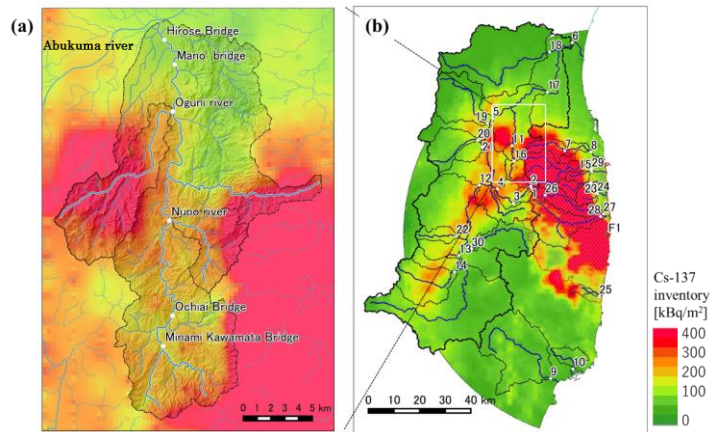 (a)
Abukuma river
Hirose Bridge
Mano bridge
Oguni river
Nuno river
Ochiai Bridge
Minami Kawamata Bridge
0 1 2 3 4 5 km
(b)
6
18
17
19
5
20
11
7
8
16
15
29
12
4
2
1
3
26
23
24
28
27
F1
22
30
13
14
25
10
9
0 10 20 30 40 km
Cs-137
inventory
[kBq/m²]
400
300
200
100
0